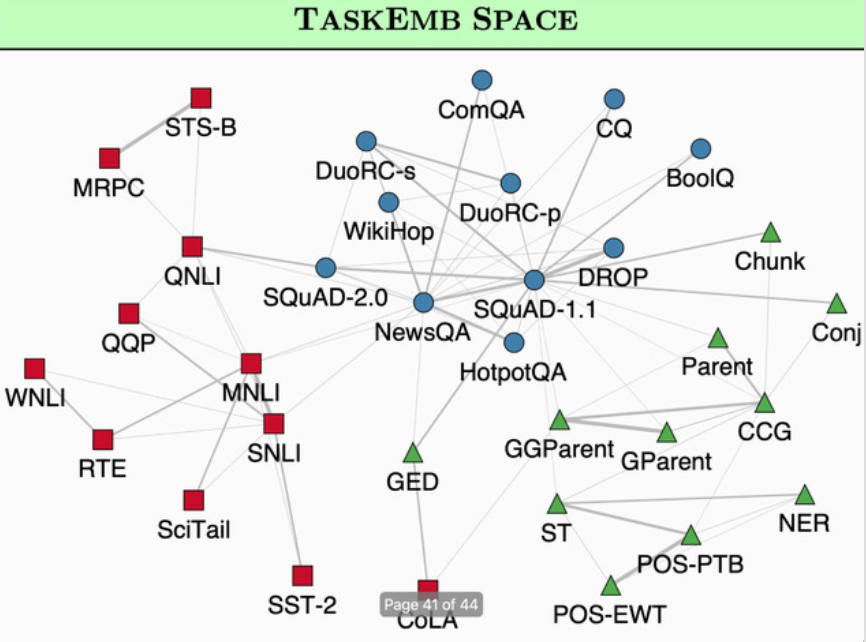 TASKEMB SPACE
ComQA
CQ
STS-B
DuoRC-s
BoolQ
MRPC
DuoRC-p
WikiHop
Chunk
QNLI
DROP
SQuAD-2.0
SQuAD-1.1
NewsQA
Conj
QQP
Parent
HotpotQA
MNLI
WNLI
CCG
SNLI
GGParent
GParent
RTE
GED
SciTail
ST
NER
POS-PTB
SST-2
Page 41 of 44
CoLA
POS-EWT